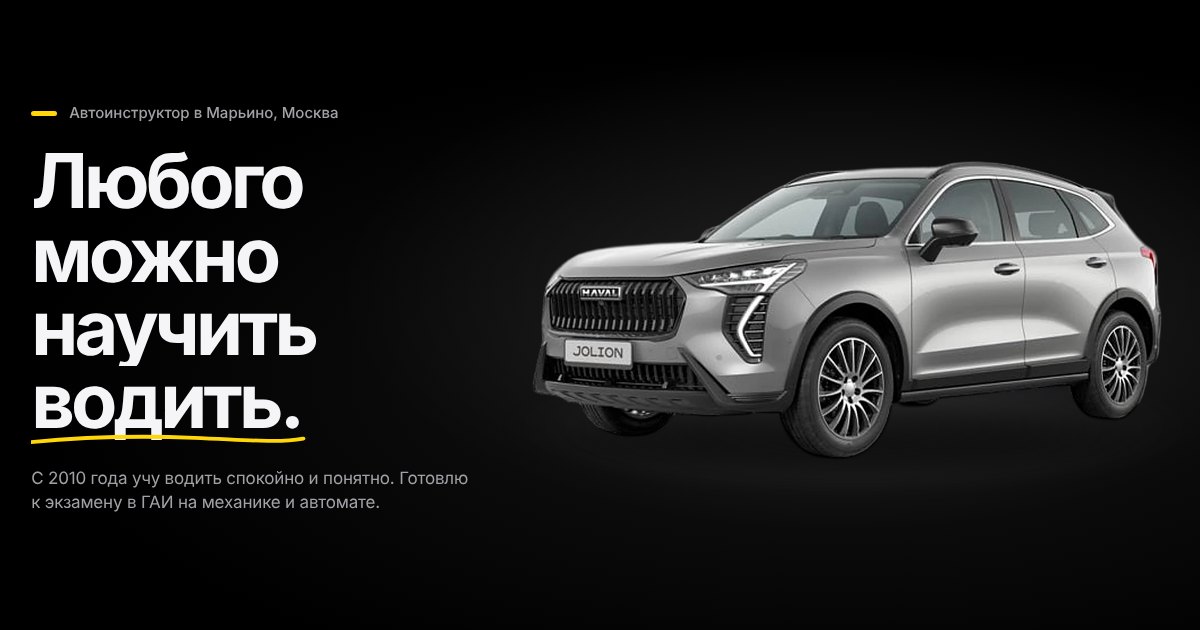 Автоинструктор в Марьино, Москва
Любого
можно
научить
водить.
С 2010 года учу водить спокойно и понятно. Готовлю
к экзамену в ГАИ на механике и автомате.
HAVAL
JOLION